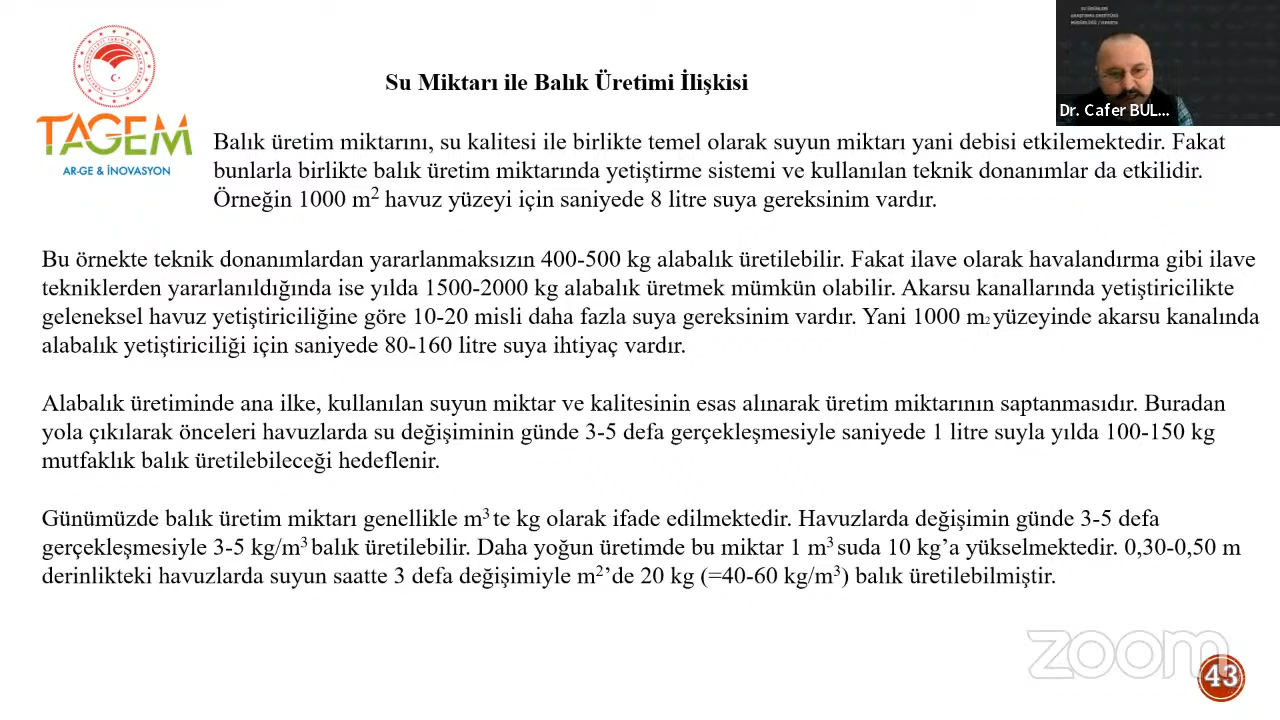 SU ÜRÜNLERİ
ARAŞTIRMA ENSTİTÜSÜ
MÜDÜRLÜĞÜ / ISPARTA
Dr. Cafer BUL...
TAGEM
AR-GE & İNOVASYON
Su Miktarı ile Balık Üretimi İlişkisi
Balık üretim miktarını, su kalitesi ile birlikte temel olarak suyun miktarı yani debisi etkilemektedir. Fakat
bunlarla birlikte balık üretim miktarında yetiştirme sistemi ve kullanılan teknik donanımlar da etkilidir.
Örneğin 1000 m² havuz yüzeyi için saniyede 8 litre suya gereksinim vardır.
Bu örnekte teknik donanımlardan yararlanmaksızın 400-500 kg alabalık üretilebilir. Fakat ilave olarak havalandırma gibi ilave
tekniklerden yararlanıldığında ise yılda 1500-2000 kg alabalık üretmek mümkün olabilir. Akarsu kanallarında yetiştiricilikte
geleneksel havuz yetiştiriciliğine göre 10-20 misli daha fazla suya gereksinim vardır. Yani 1000 m₂ yüzeyinde akarsu kanalında
alabalık yetiştiriciliği için saniyede 80-160 litre suya ihtiyaç vardır.
Alabalık üretiminde ana ilke, kullanılan suyun miktar ve kalitesinin esas alınarak üretim miktarının saptanmasıdır. Buradan
yola çıkılarak önceleri havuzlarda su değişiminin günde 3-5 defa gerçekleşmesiyle saniyede 1 litre suyla yılda 100-150 kg
mutfaklık balık üretilebileceği hedeflenir.
Günümüzde balık üretim miktarı genellikle m³ te kg olarak ifade edilmektedir. Havuzlarda değişimin günde 3-5 defa
gerçekleşmesiyle 3-5 kg/m³ balık üretilebilir. Daha yoğun üretimde bu miktar 1 m³ suda 10 kg’a yükselmektedir. 0,30-0,50 m
derinlikteki havuzlarda suyun saatte 3 defa değişimiyle m²’de 20 kg (=40-60 kg/m³) balık üretilebilmiştir.
zoom
43